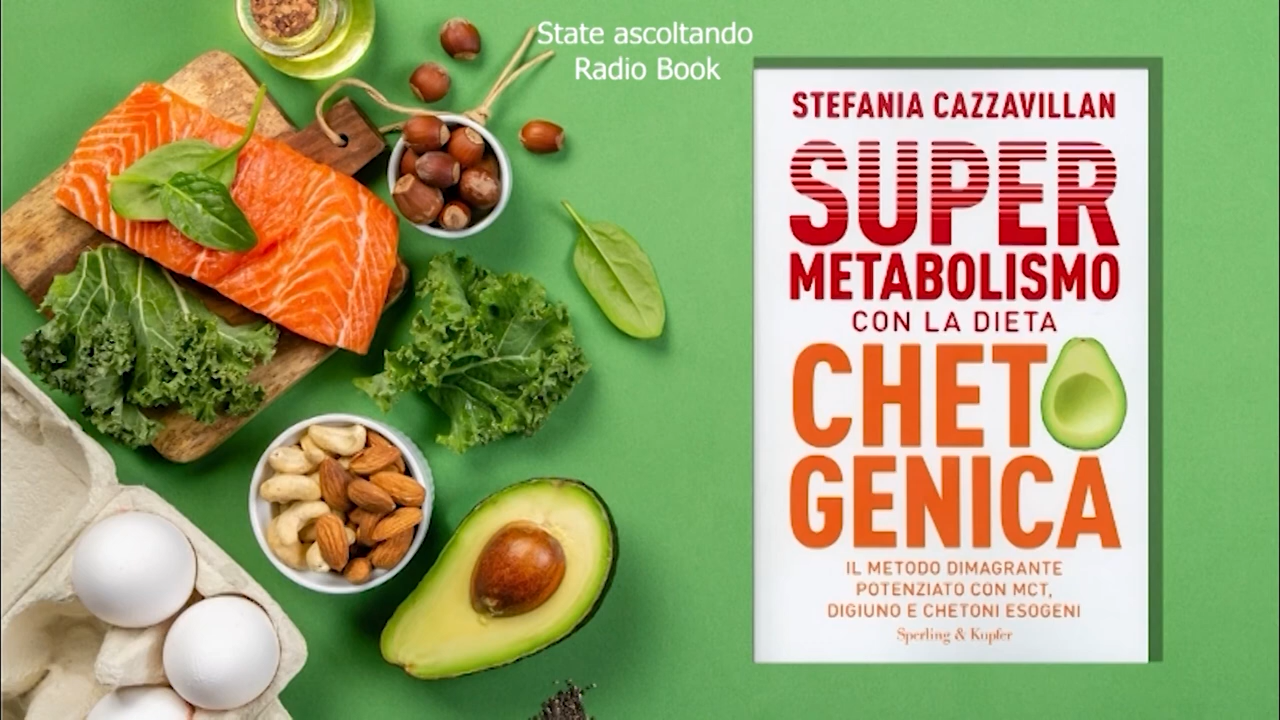 State ascoltando
Radio Book
STEFANIA CAZZAVILLAN
SUPER
METABOLISMO
CON LA DIETA
CHETO
GENICA
IL METODO DIMAGRANTE
POTENZIATO CON MCT,
DIGIUNO E CHETONI ESOGENI
Sperling & Kupfer